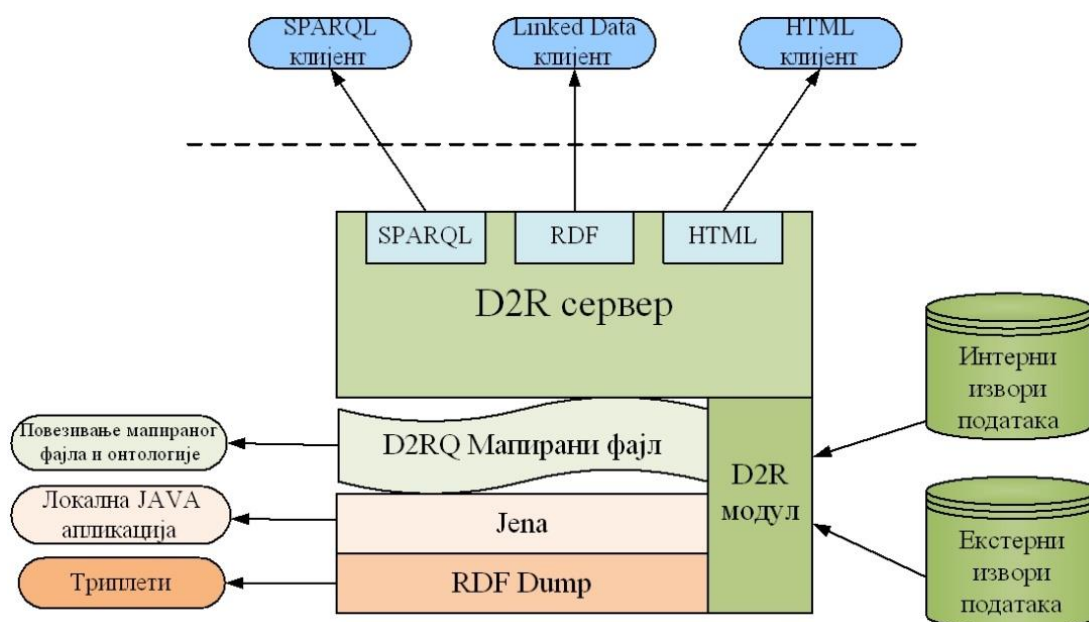 SPARQL
клијент
Linked Data
клијент
HTML
клијент
SPARQL
RDF
HTML
D2R сервер
Интерни
извори
података
Повезивање мапираног
фајла и онтологије
D2RQ Мапирани фајл
D2R
модул
Локална JAVA
апликација
Jena
Екстерни
извори
података
Триплети
RDF Dump